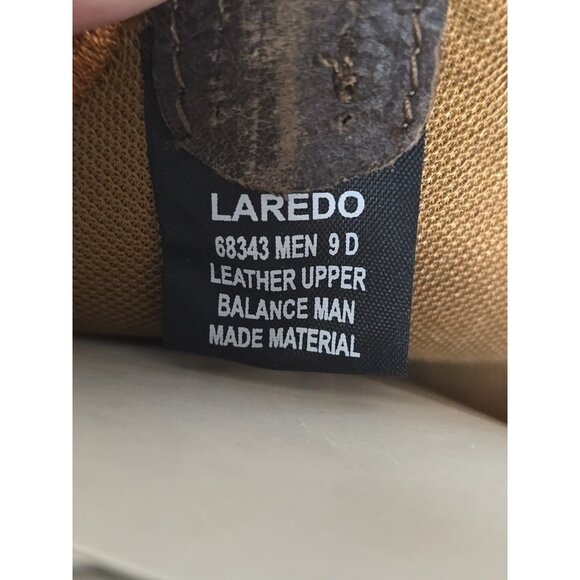 LAREDO
68343 MEN 9 D
LEATHER UPPER
BALANCE MAN
MADE MATERIAL